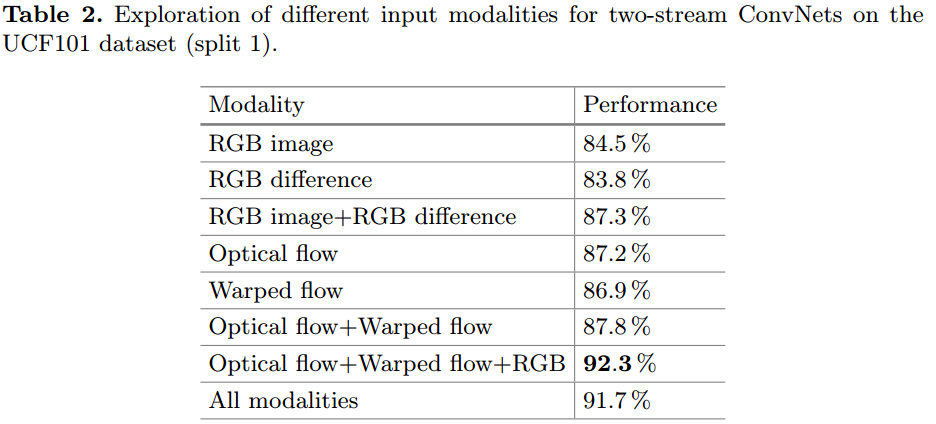 Table 2. Exploration of different input modalities for two-stream ConvNets on the
UCF101 dataset (split 1).
Modality Performance
RGB image 84.5 %
RGB difference 83.8 %
RGB image+RGB difference 87.3 %
Optical flow 87.2 %
Warped flow 86.9 %
Optical flow+Warped flow 87.8 %
Optical flow+Warped flow+RGB 92.3 %
All modalities 91.7 %